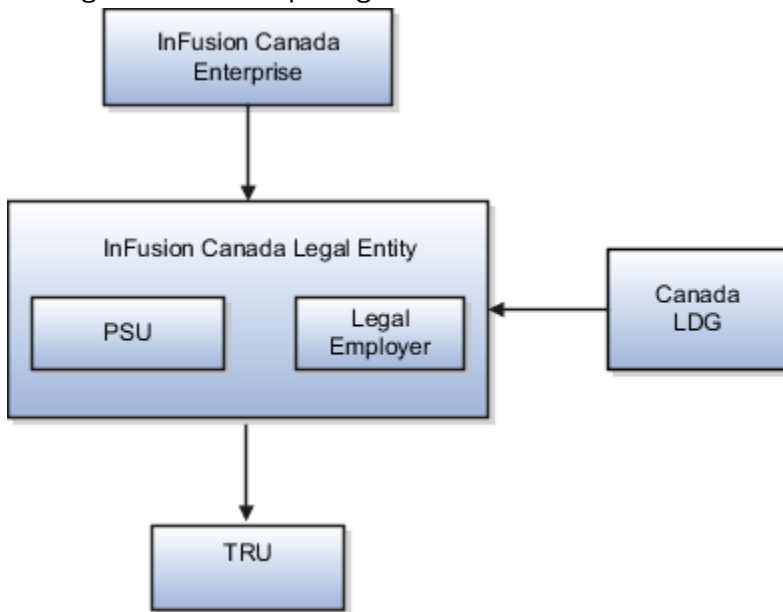 InFusion Canada
Enterprise
InFusion Canada Legal Entity
PSU
Legal
Employer
Canada
LDG
TRU